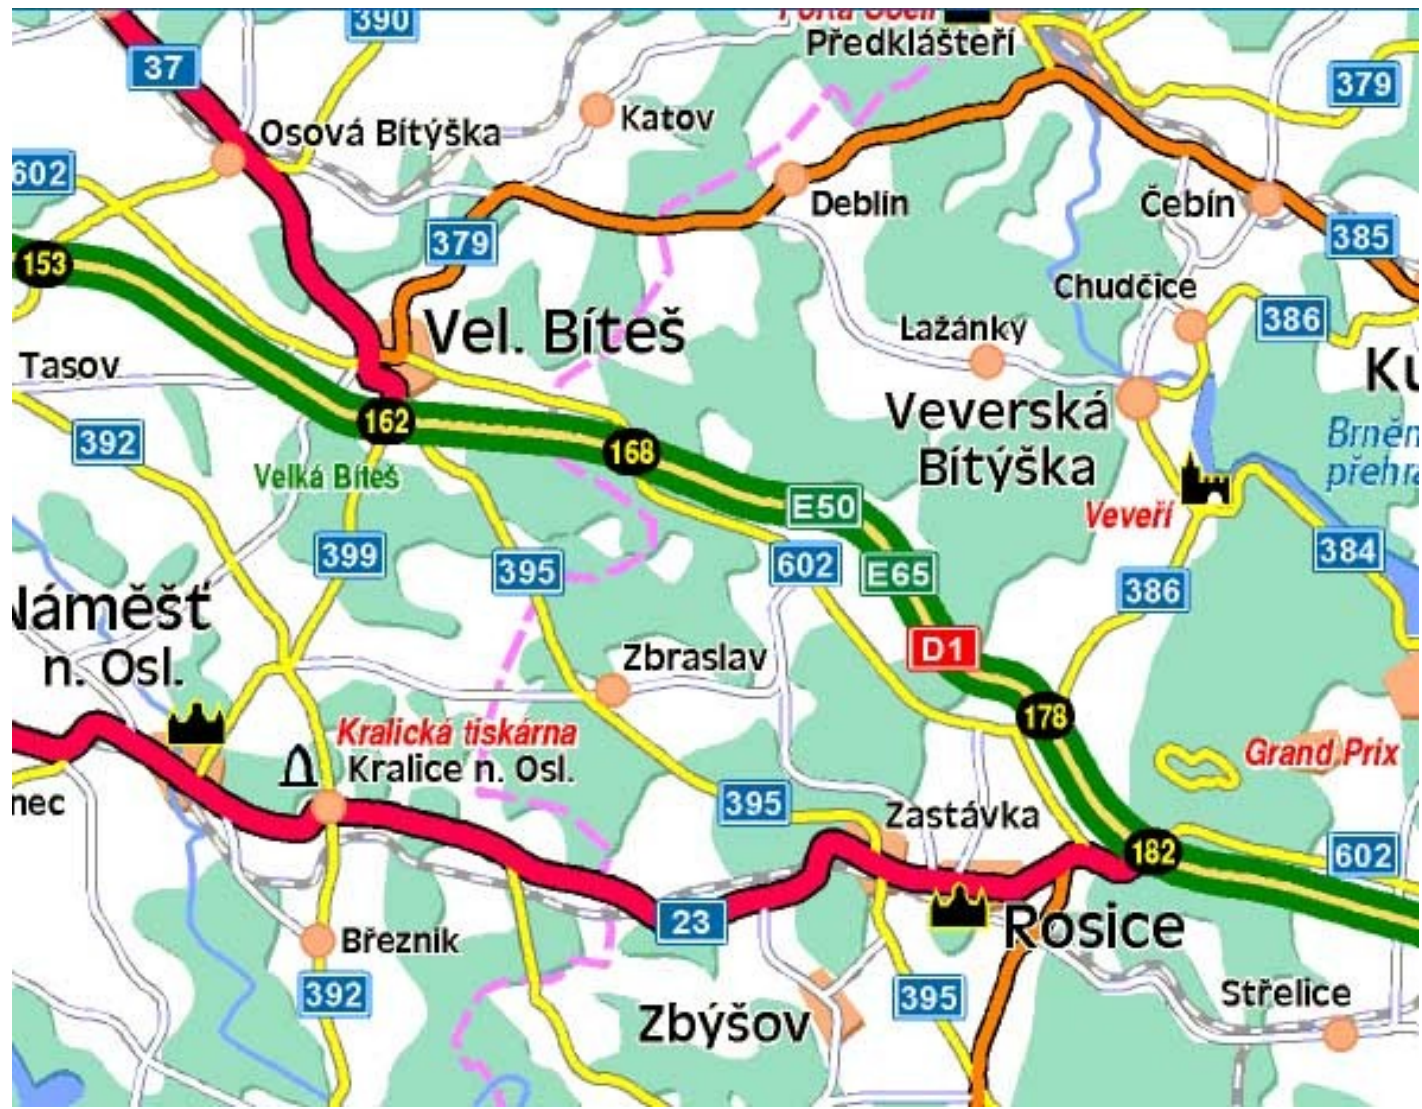 390
Předklášteří
37
379
Katov
Osová Bítýška
602
Deblín
Čebín
379
385
153
Chudčice
Vel. Bíteš
386
Lažánky
Tasov
Veverská
Bítýška
162
392
168
Velká Bíteš
E50
Veveří
399
395
602
E65
384
386
Náměšť
n. Osl.
D1
Zbraslav
178
Kralická tiskárna
Kralice n. Osl.
Grand Prix
395
Zastávka
182
602
23
Rosice
Březník
392
395
Střelice
Zbýšov